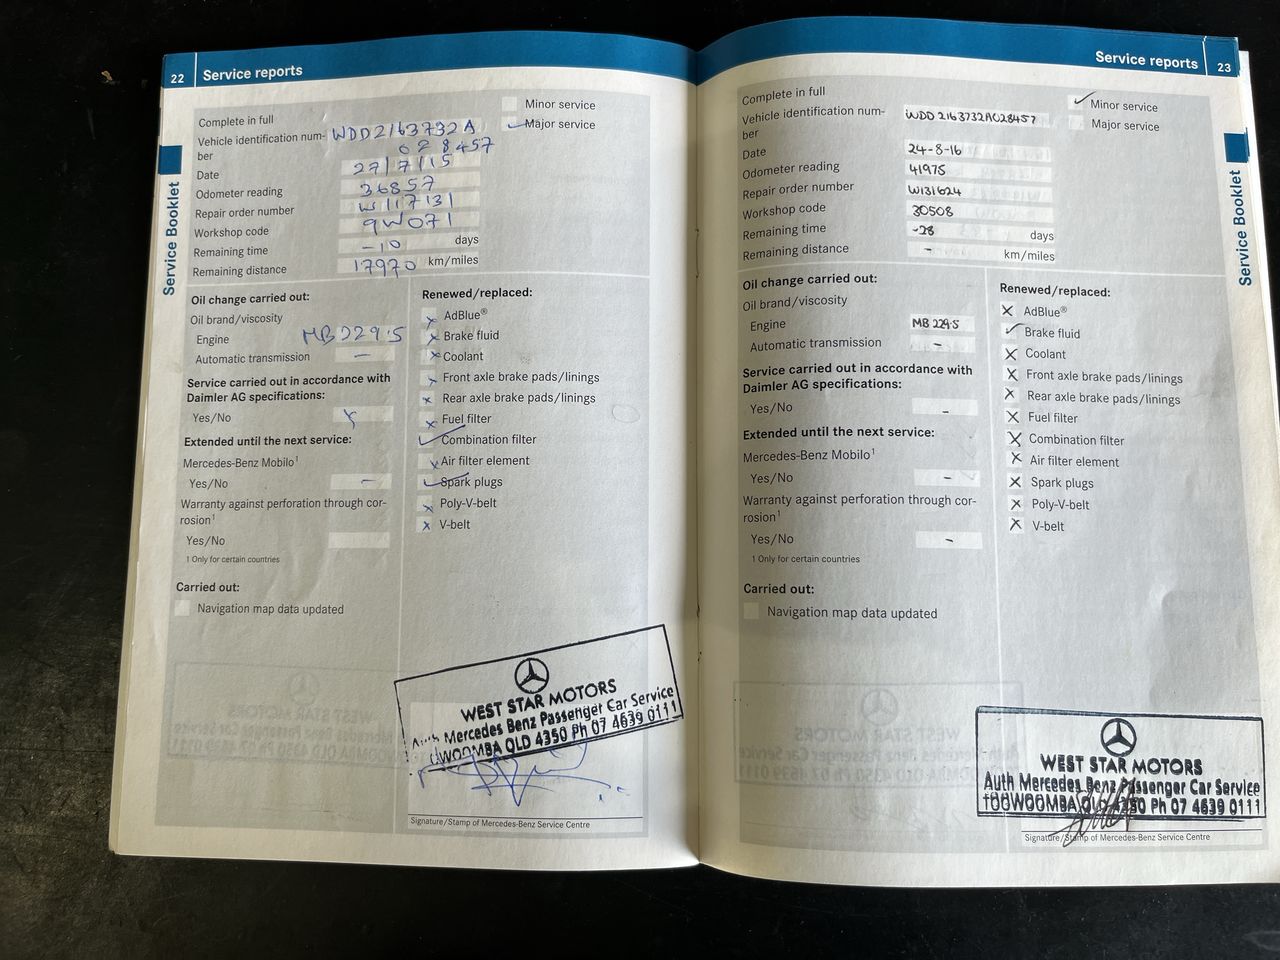 22 Service reports
Complete in full
Minor service
Major service
Vehicle identification num-
ber
WDD2163732A
028457
Date 27/7/15
Odometer reading 36857
Repair order number W117131
Workshop code 9W071
Remaining time -10 days
Remaining distance 17970 km/miles
Oil change carried out:
Oil brand/viscosity
Engine MB D229.5
Automatic transmission -
Service carried out in accordance with
Daimler AG specifications:
Yes/No
Extended until the next service:
Mercedes-Benz Mobilo¹
Yes/No -
Warranty against perforation through cor-
rosion¹
Yes/No
1 Only for certain countries
Carried out:
Navigation map data updated
Renewed/replaced:
AdBlue®
Brake fluid
Coolant
Front axle brake pads/linings
Rear axle brake pads/linings
Fuel filter
Combination filter
Air filter element
Spark plugs
Poly-V-belt
V-belt
WEST STAR MOTORS
Auth Mercedes Benz Passenger Car Service
OWOOMBA QLD 4350 Ph 07 4639 0111
Signature/Stamp of Mercedes-Benz Service Centre
Service Booklet
Service reports 23
Complete in full
Minor service
Major service
Vehicle identification num-
ber
WDD2163732A028457
Date 24-8-16
Odometer reading 41975
Repair order number W131624
Workshop code 30508
Remaining time -28 days
Remaining distance - km/miles
Oil change carried out:
Oil brand/viscosity
Engine MB 229.5
Automatic transmission -
Service carried out in accordance with
Daimler AG specifications:
Yes/No -
Extended until the next service:
Mercedes-Benz Mobilo¹
Yes/No -
Warranty against perforation through cor-
rosion¹
Yes/No -
1 Only for certain countries
Carried out:
Navigation map data updated
Renewed/replaced:
AdBlue®
Brake fluid
Coolant
Front axle brake pads/linings
Rear axle brake pads/linings
Fuel filter
Combination filter
Air filter element
Spark plugs
Poly-V-belt
V-belt
WEST STAR MOTORS
Auth Mercedes Benz Passenger Car Service
TOOWOOMBA QLD 4350 Ph 07 4639 0111
Signature/Stamp of Mercedes-Benz Service Centre
Service Booklet